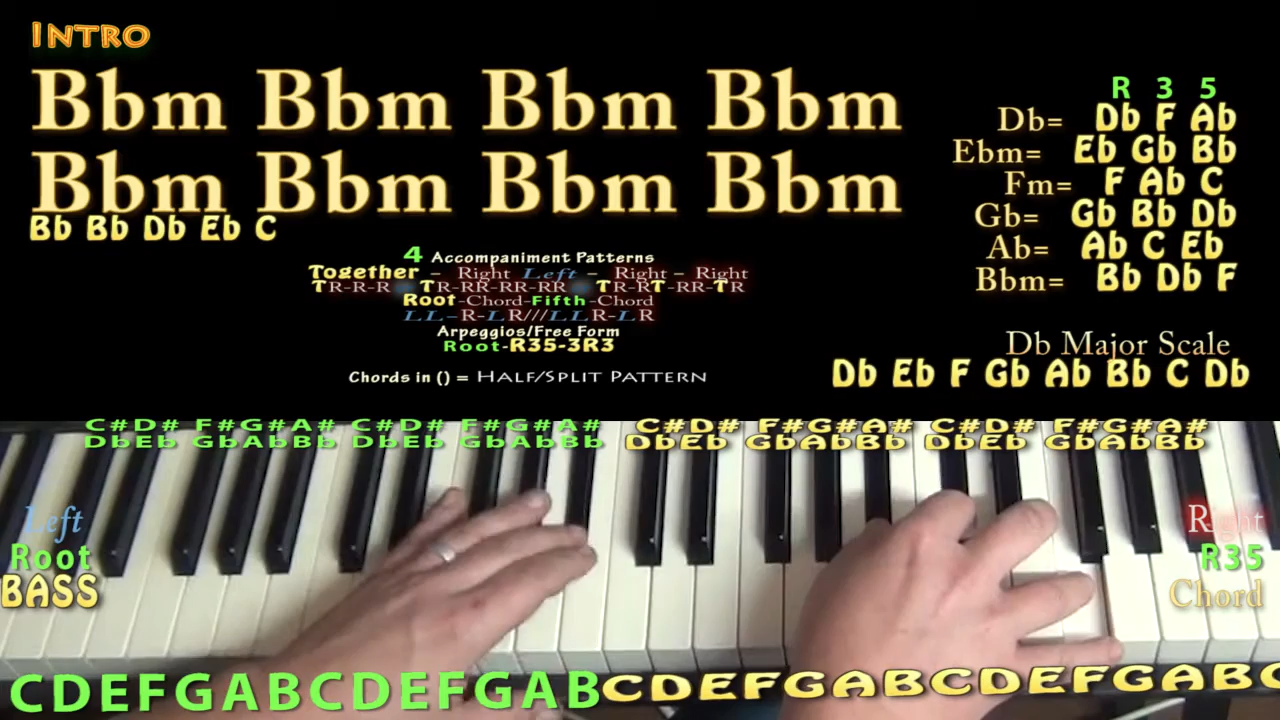 INTRO
Bbm Bbm Bbm Bbm
Bbm Bbm Bbm Bbm
Bb Bb Db Eb C
R 3 5
Db= Db F Ab
Ebm= Eb Gb Bb
Fm= F Ab C
Gb= Gb Bb Db
Ab= Ab C Eb
Bbm= Bb Db F
4 Accompaniment Patterns
Together – Right Left – Right – Right
TR-R-R TR-RR-RR-RR TR-RT-RR-TR
Root-Chord-Fifth-Chord
LL-R-LR///LLR-LR
Arpeggios/Free Form
Root-R35-3R3
Chords in () = HALF/SPLIT PATTERN
Db Major Scale
Db Eb F Gb Ab Bb C Db
C#D# F#G#A# C#D# F#G#A# C#D# F#G#A# C#D# F#G#A#
DbEb GbAbBb DbEb GbAbBb DbEb GbAbBb DbEb GbAbBb
Left
Root
BASS
Right
R35
Chord
CDEFGABCDEFGABCDEFGABCDEFGABC